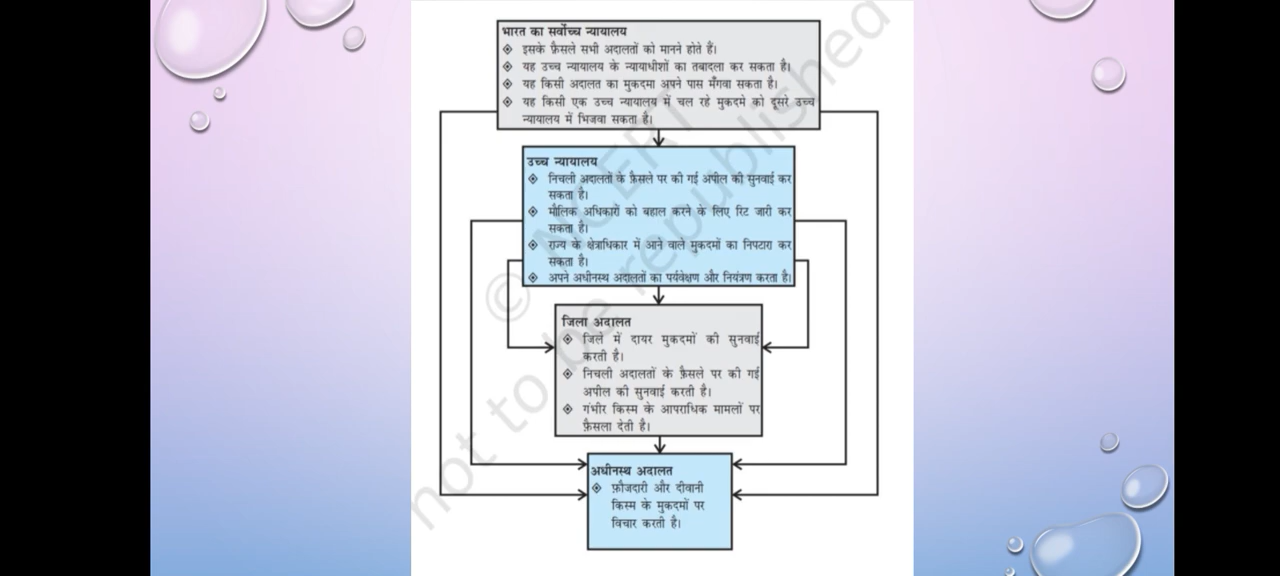 भारत का सर्वोच्च न्यायालय
इसके फ़ैसले सभी अदालतों को मानने होते हैं।
यह उच्च न्यायालय के न्यायाधीशों का तबादला कर सकता है।
यह किसी अदालत का मुकदमा अपने पास मँगवा सकता है।
यह किसी एक उच्च न्यायालय में चल रहे मुकदमे को दूसरे उच्च
न्यायालय में भिजवा सकता है।
उच्च न्यायालय
निचली अदालतों के फ़ैसले पर की गई अपील की सुनवाई कर
सकता है।
मौलिक अधिकारों को बहाल करने के लिए रिट जारी कर
सकता है।
राज्य के क्षेत्राधिकार में आने वाले मुकदमों का निपटारा कर
सकता है।
अपने अधीनस्थ अदालतों का पर्यवेक्षण और नियंत्रण करता है।
जिला अदालत
जिले में दायर मुकदमों की सुनवाई
करती है।
निचली अदालतों के फ़ैसले पर की गई
अपील की सुनवाई करती है।
गंभीर किस्म के आपराधिक मामलों पर
फ़ैसला देती है।
अधीनस्थ अदालत
फ़ौजदारी और दीवानी
किस्म के मुकदमों पर
विचार करती है।
© NCERT
not to be republished